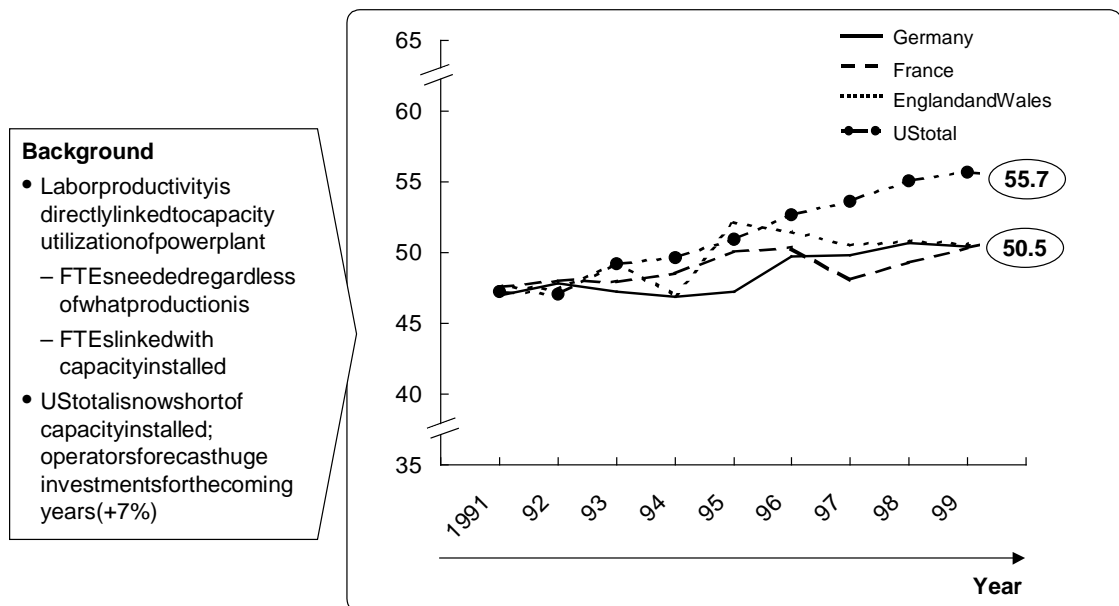 Background
• Laborproductivityis
directlylinkedtocapacity
utilizationofpowerplant
– FTEsneededregardless
ofwhatproductionis
– FTEslinkedwith
capacityinstalled
• UStotalisnowshortof
capacityinstalled;
operatorsforecasthuge
investmentsforthecoming
years(+7%)
65
60
55
50
45
40
35
Germany
France
EnglandandWales
UStotal
55.7
50.5
1991 92 93 94 95 96 97 98 99
Year